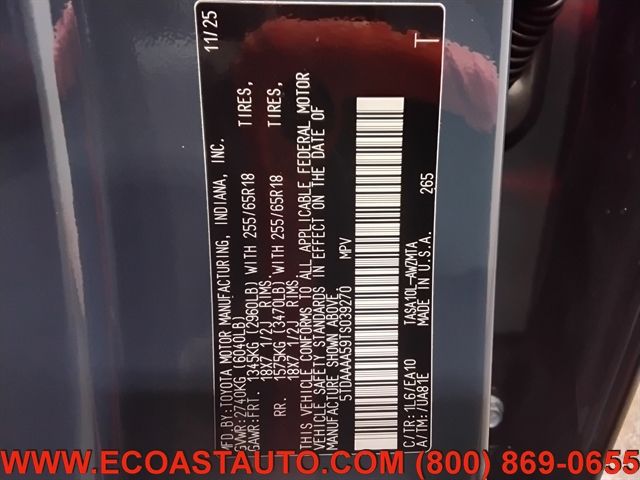 MFD.BY:TOYOTA MOTOR MANUFACTURING, INDIANA, INC. 11/25
GVWR:2740KG (6040LB)
GAWR:FRT. 1345KG (2960LB) WITH 255/65R18 TIRES,
18X7 1/2J RIMS
RR. 1575KG (3470LB) WITH 255/65R18 TIRES,
18X7 1/2J RIMS
THIS VEHICLE CONFORMS TO ALL APPLICABLE FEDERAL MOTOR
VEHICLE SAFETY STANDARDS IN EFFECT ON THE DATE OF
MANUFACTURE SHOWN ABOVE.
5TDAAAA59TS039270 MPV
T
C/TR:1L6/EA10 TASA10L-AWZMTA 265
A/TM:/UA81E MADE IN U.S.A.
WWW.ECOASTAUTO.COM (800) 869-0655